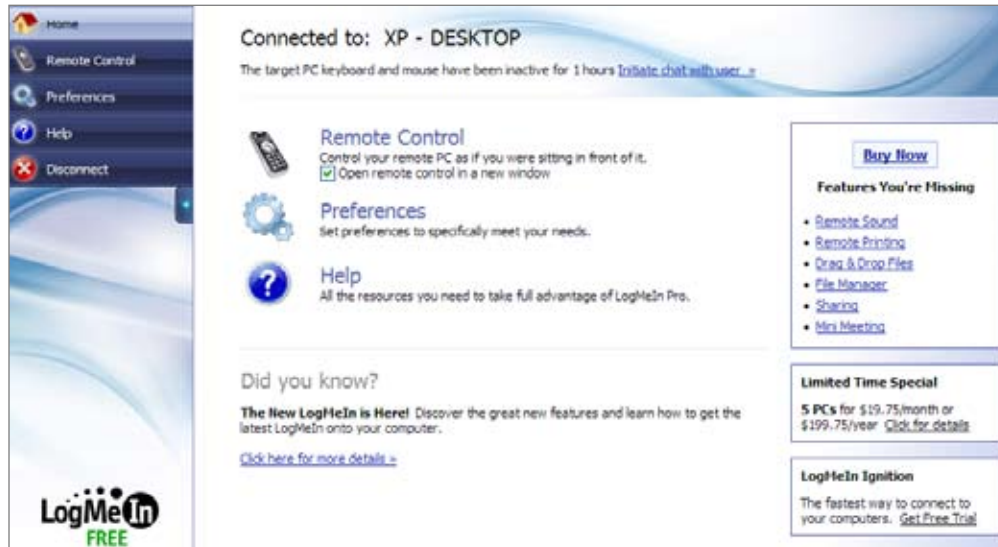 Home
Remote Control
Preferences
Help
Disconnect
Connected to: XP - DESKTOP
The target PC keyboard and mouse have been inactive for 1 hours Initiate chat with user »
Remote Control
Control your remote PC as if you were sitting in front of it.
Open remote control in a new window
Preferences
Set preferences to specifically meet your needs.
Help
All the resources you need to take full advantage of LogMeIn Pro.
Did you know?
The New LogMeIn is Here! Discover the great new features and learn how to get the
latest LogMeIn onto your computer.
Click here for more details »
Buy Now
Features You're Missing
• Remote Sound
• Remote Printing
• Drag & Drop Files
• File Manager
• Sharing
• Mini Meeting
Limited Time Special
5 PCs for $19.75/month or
$199.75/year Click for details
LogMeIn Ignition
The fastest way to connect to
your computers. Get Free Trial
LogMeIn
FREE